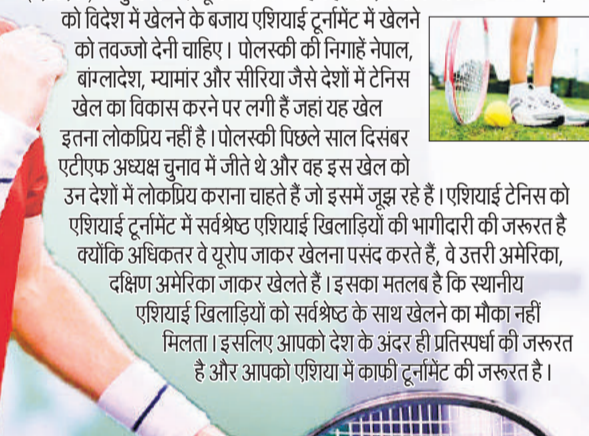 को विदेश में खेलने के बजाय एशियाई टूर्नामेंट में खेलने
को तवज्जो देनी चाहिए। पोलस्की की निगाहें नेपाल,
बांग्लादेश, म्यामांर और सीरिया जैसे देशों में टेनिस
खेल का विकास करने पर लगी हैं जहां यह खेल
इतना लोकप्रिय नहीं है। पोलस्की पिछले साल दिसंबर
एटीएफ अध्यक्ष चुनाव में जीते थे और वह इस खेल को
उन देशों में लोकप्रिय कराना चाहते हैं जो इसमें जूझ रहे हैं। एशियाई टेनिस को
एशियाई टूर्नामेंट में सर्वश्रेष्ठ एशियाई खिलाड़ियों की भागीदारी की जरूरत है
क्योंकि अधिकतर वे यूरोप जाकर खेलना पसंद करते हैं, वे उत्तरी अमेरिका,
दक्षिण अमेरिका जाकर खेलते हैं। इसका मतलब है कि स्थानीय
एशियाई खिलाड़ियों को सर्वश्रेष्ठ के साथ खेलने का मौका नहीं
मिलता। इसलिए आपको देश के अंदर ही प्रतिस्पर्धा की जरूरत
है और आपको एशिया में काफी टूर्नामेंट की जरूरत है।